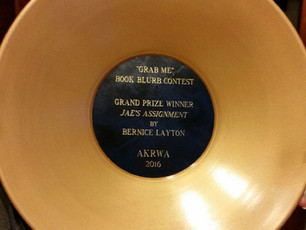 "GRAB ME"
BOOK BLURB CONTEST
GRAND PRIZE WINNER
JAE'S ASSIGNMENT
BY
BERNICE LAYTON
AKRWA
2016